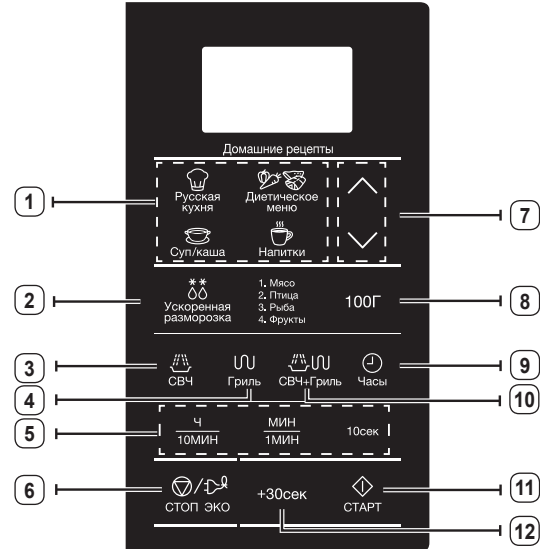 Домашние рецепты
1
Русская
кухня
Диетическое
меню
7
Суп/каша
Напитки
2
Ускоренная
разморозка
1. Мясо
2. Птица
3. Рыба
4. Фрукты
100Г
8
3
СВЧ
Гриль
СВЧ+Гриль
Часы
9
4
10
5
Ч
10МИН
МИН
1МИН
10сек
6
СТОП ЭКО
+30сек
СТАРТ
11
12